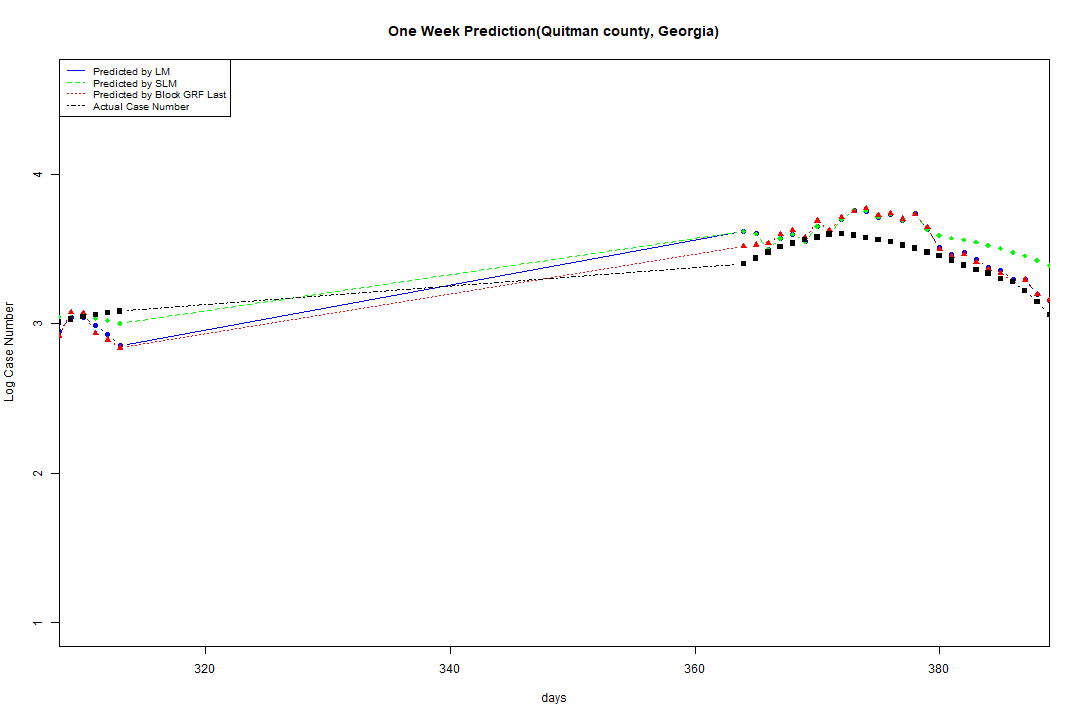 One Week Prediction(Quitman county, Georgia)
Predicted by LM
Predicted by SLM
Predicted by Block GRF Last
Actual Case Number
4
3
2
1
Log Case Number
320 340 360 380
days